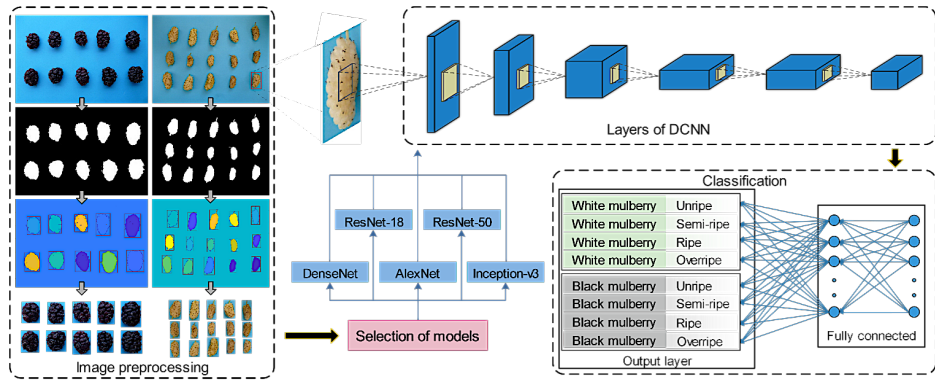 Layers of DCNN
ResNet-18
ResNet-50
DenseNet
AlexNet
Inception-v3
Selection of models
Image preprocessing
Classification
White mulberry Unripe
White mulberry Semi-ripe
White mulberry Ripe
White mulberry Overripe
Black mulberry Unripe
Black mulberry Semi-ripe
Black mulberry Ripe
Black mulberry Overripe
Output layer
Fully connected